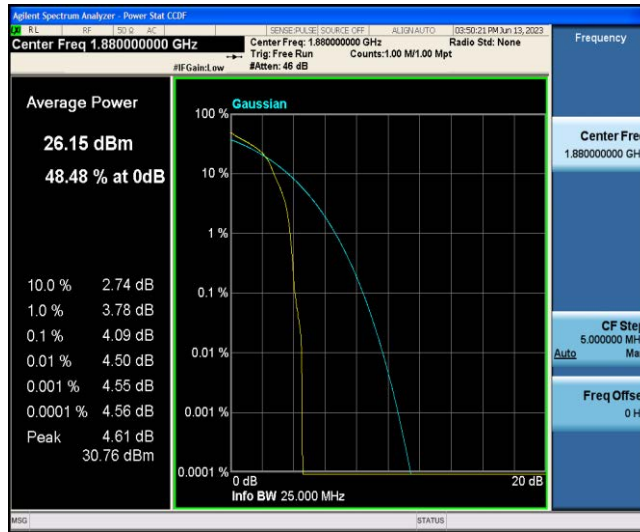 Agilent Spectrum Analyzer - Power Stat CCDF
RL RF 50 Ω AC SENSE:PULSE SOURCE OFF ALIGN AUTO 03:50:21 PM Jun 13, 2023
Center Freq 1.880000000 GHz
Center Freq: 1.880000000 GHz Radio Std: None
Trig: Free Run Counts:1.00 M/1.00 Mpt
#IFGain:Low #Atten: 46 dB
Frequency
Average Power
26.15 dBm
48.48 % at 0dB
10.0 % 2.74 dB
1.0 % 3.78 dB
0.1 % 4.09 dB
0.01 % 4.50 dB
0.001 % 4.55 dB
0.0001 % 4.56 dB
Peak 4.61 dB
30.76 dBm
Gaussian
100 %
10 %
1 %
0.1 %
0.01 %
0.001 %
0.0001 %
0 dB 20 dB
Info BW 25.000 MHz
Center Fre
1.880000000 GH
CF Step
5.000000 MH
Auto Ma
Freq Offse
0 H
MSG STATUS